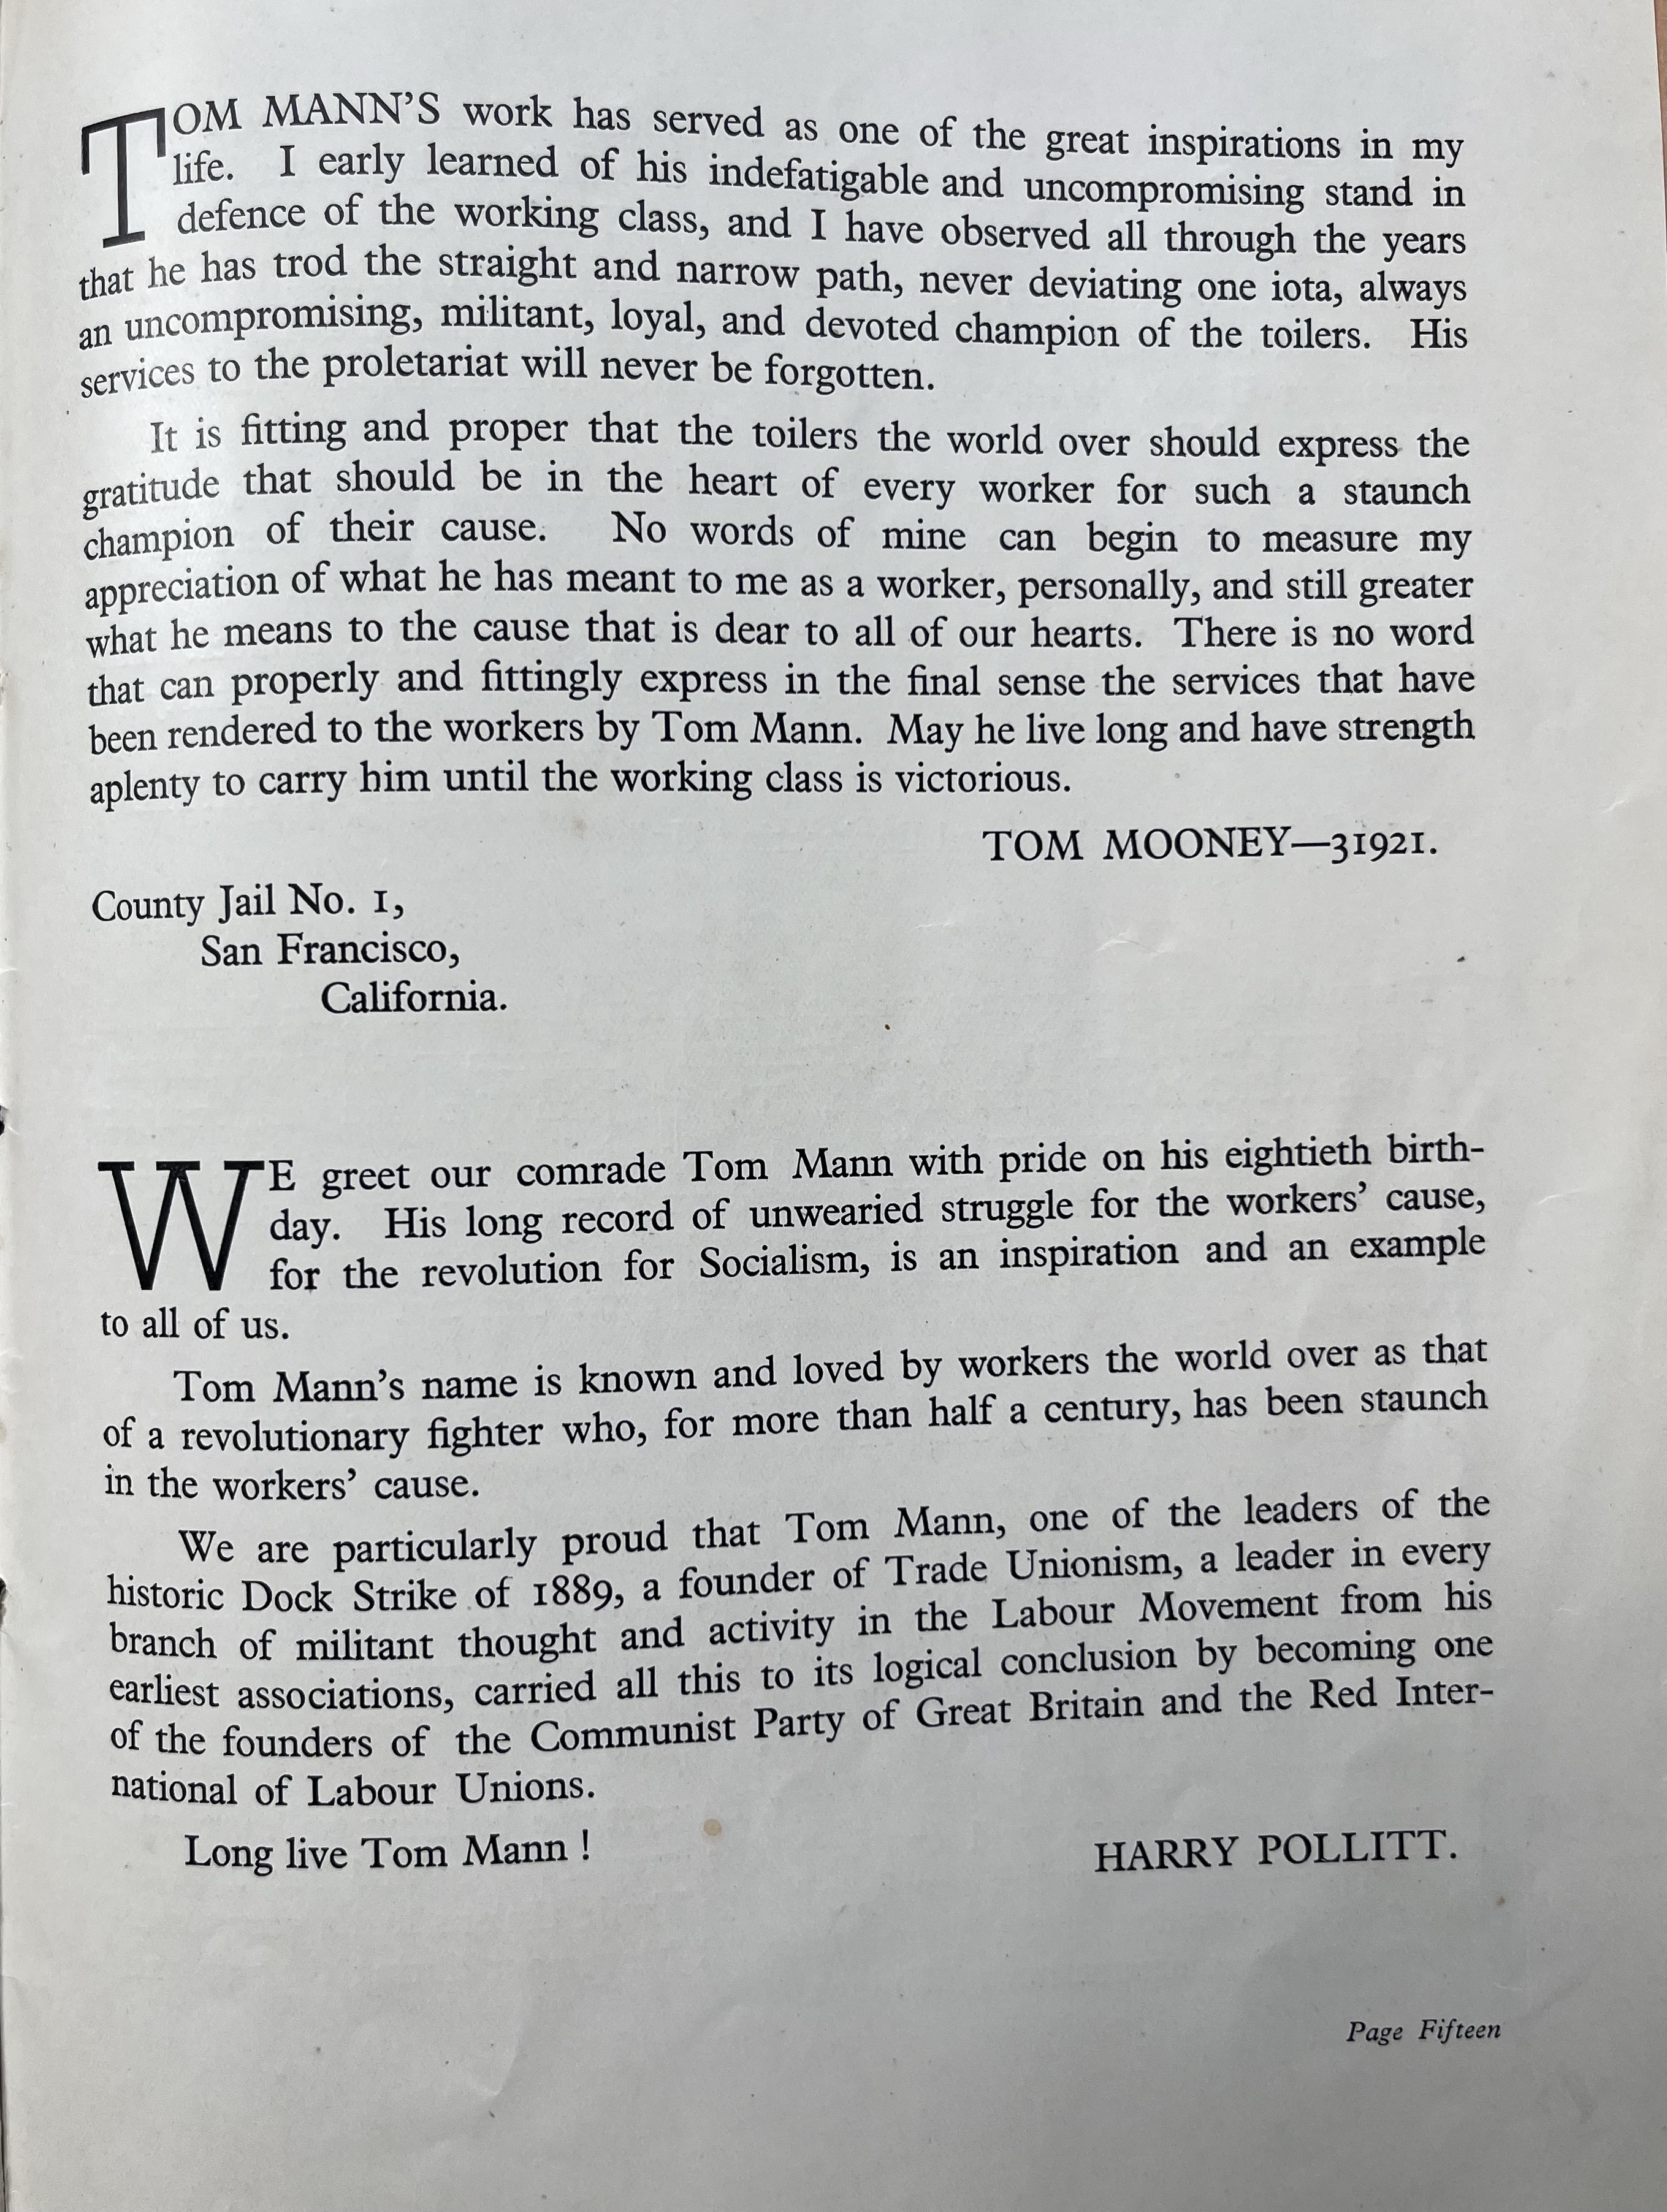 TOM MANN'S work has served as one of the great inspirations in my
life. I early learned of his indefatigable and uncompromising stand in
defence of the working class, and I have observed all through the years
that he has trod the straight and narrow path, never deviating one iota, always
an uncompromising, militant, loyal, and devoted champion of the toilers. His
services to the proletariat will never be forgotten.
It is fitting and proper that the toilers the world over should express the
gratitude that should be in the heart of every worker for such a staunch
champion of their cause. No words of mine can begin to measure my
appreciation of what he has meant to me as a worker, personally, and still greater
what he means to the cause that is dear to all of our hearts. There is no word
that can properly and fittingly express in the final sense the services that have
been rendered to the workers by Tom Mann. May he live long and have strength
aplenty to carry him until the working class is victorious.
TOM MOONEY—31921.
County Jail No. 1,
San Francisco,
California.
WE greet our comrade Tom Mann with pride on his eightieth birth-
day. His long record of unwearied struggle for the workers' cause,
for the revolution for Socialism, is an inspiration and an example
to all of us.
Tom Mann's name is known and loved by workers the world over as that
of a revolutionary fighter who, for more than half a century, has been staunch
in the workers' cause.
We are particularly proud that Tom Mann, one of the leaders of the
historic Dock Strike of 1889, a founder of Trade Unionism, a leader in every
branch of militant thought and activity in the Labour Movement from his
earliest associations, carried all this to its logical conclusion by becoming one
of the founders of the Communist Party of Great Britain and the Red Inter-
national of Labour Unions.
Long live Tom Mann ! HARRY POLLITT.
Page Fifteen